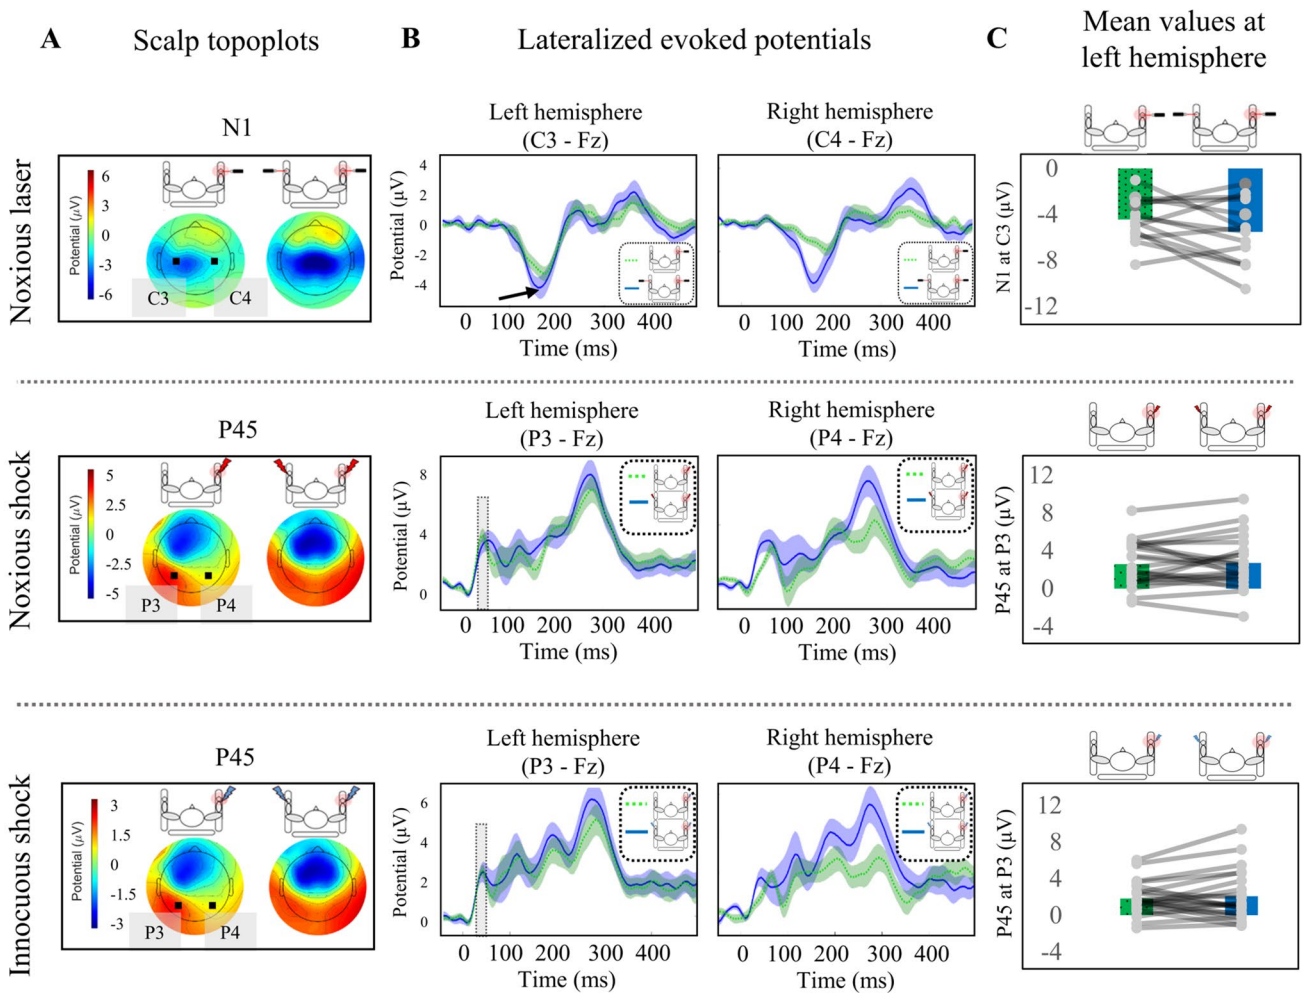 A
Scalp topoplots
B
Lateralized evoked potentials
C
Mean values at
left hemisphere
Noxious laser
N1
Potential (μV)
6
3
0
-3
-6
C3
C4
Left hemisphere
(C3 - Fz)
Potential (μV)
4
2
0
-2
-4
0 100 200 300 400
Time (ms)
Right hemisphere
(C4 - Fz)
0 100 200 300 400
Time (ms)
N1 at C3 (μV)
0
-4
-8
-12
Noxious shock
P45
Potential (μV)
5
2.5
0
-2.5
-5
P3
P4
Left hemisphere
(P3 - Fz)
Potential (μV)
8
4
0
0 100 200 300 400
Time (ms)
Right hemisphere
(P4 - Fz)
0 100 200 300 400
Time (ms)
P45 at P3 (μV)
12
8
4
0
-4
Innocuous shock
P45
Potential (μV)
3
1.5
0
-1.5
-3
P3
P4
Left hemisphere
(P3 - Fz)
Potential (μV)
6
4
2
0
0 100 200 300 400
Time (ms)
Right hemisphere
(P4 - Fz)
0 100 200 300 400
Time (ms)
P45 at P3 (μV)
12
8
4
0
-4